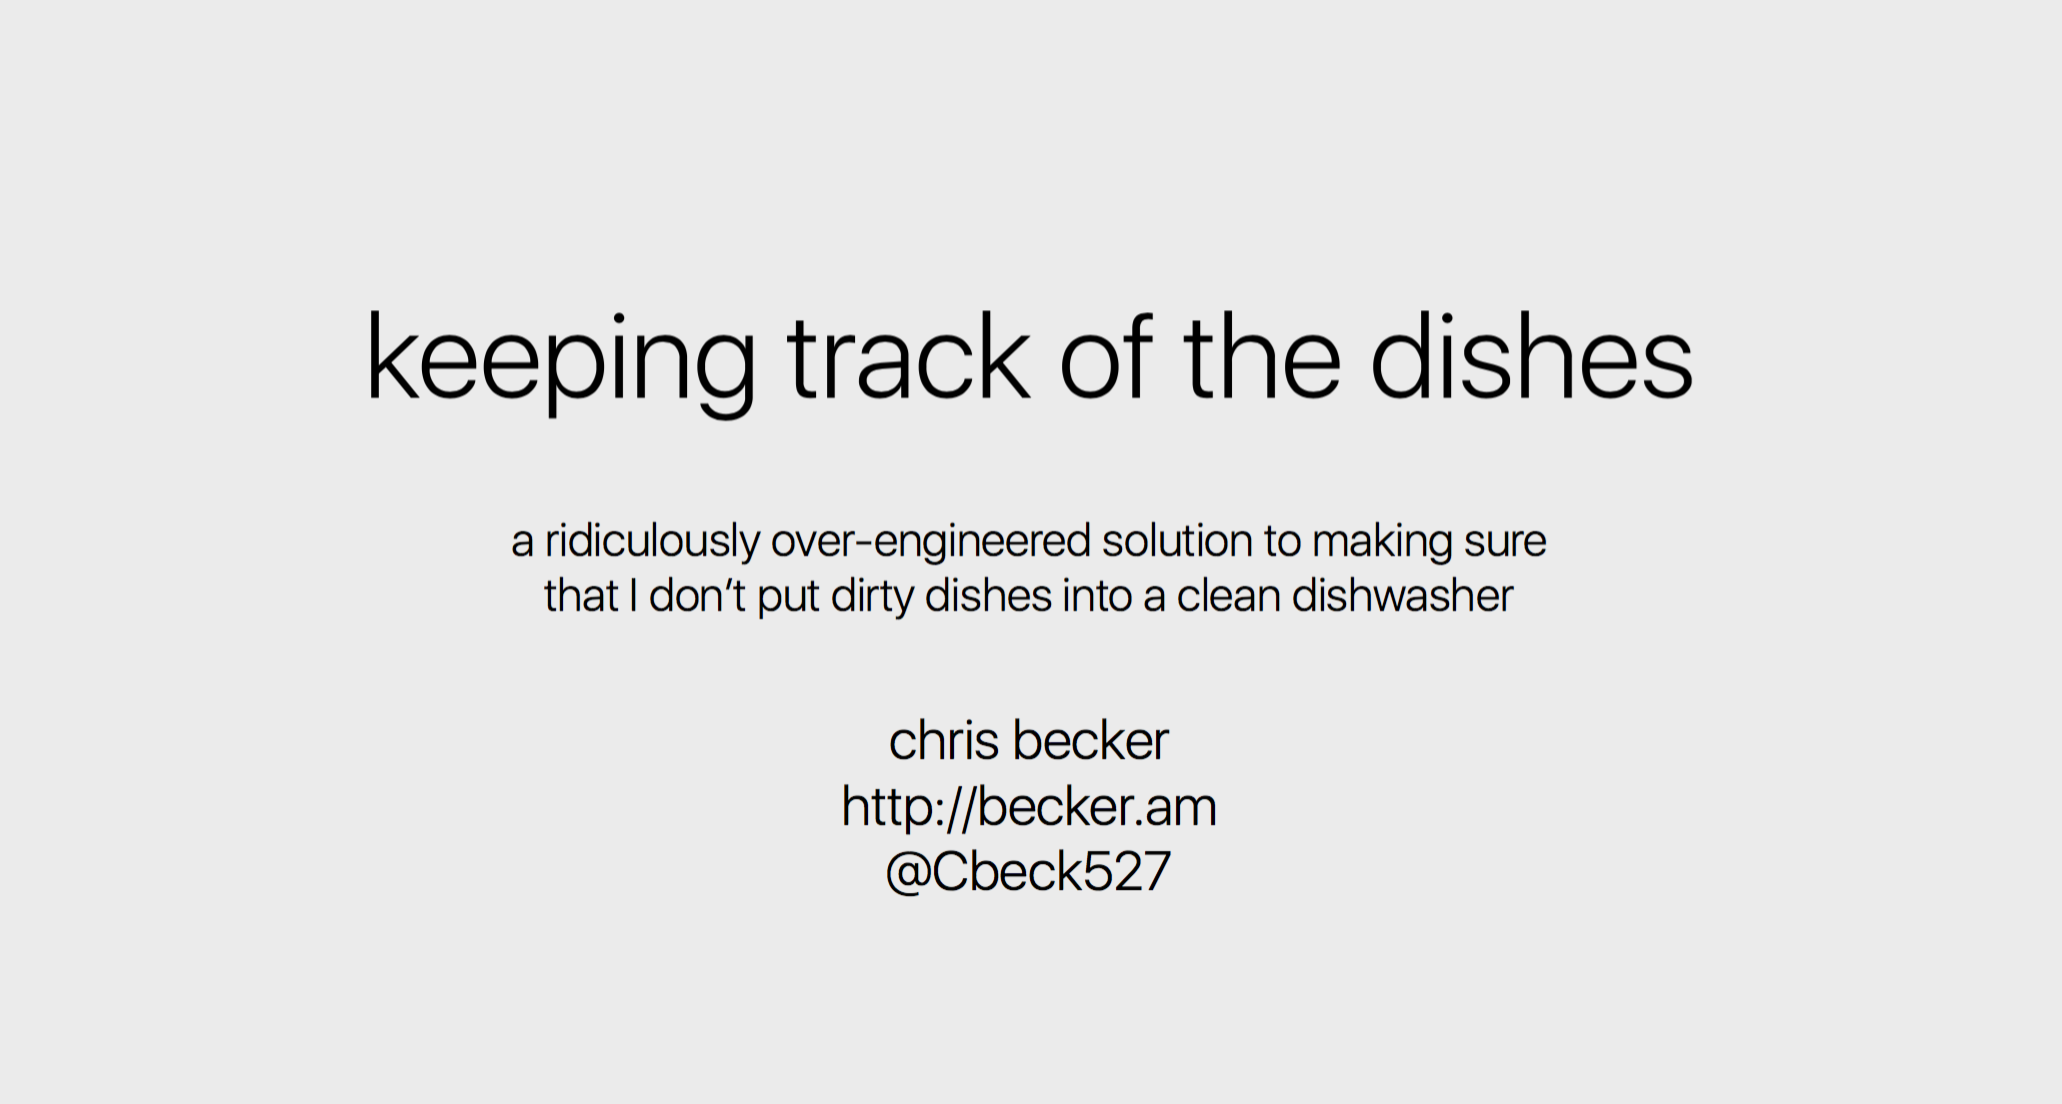 keeping track of the dishes
a ridiculously over-engineered solution to making sure
that I don’t put dirty dishes into a clean dishwasher
chris becker
http://becker.am
@Cbeck527